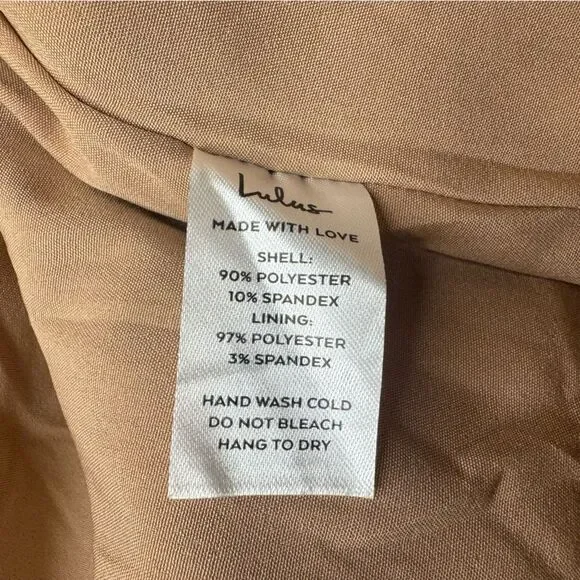 Lulus
MADE WITH LOVE
SHELL:
90% POLYESTER
10% SPANDEX
LINING:
97% POLYESTER
3% SPANDEX
HAND WASH COLD
DO NOT BLEACH
HANG TO DRY